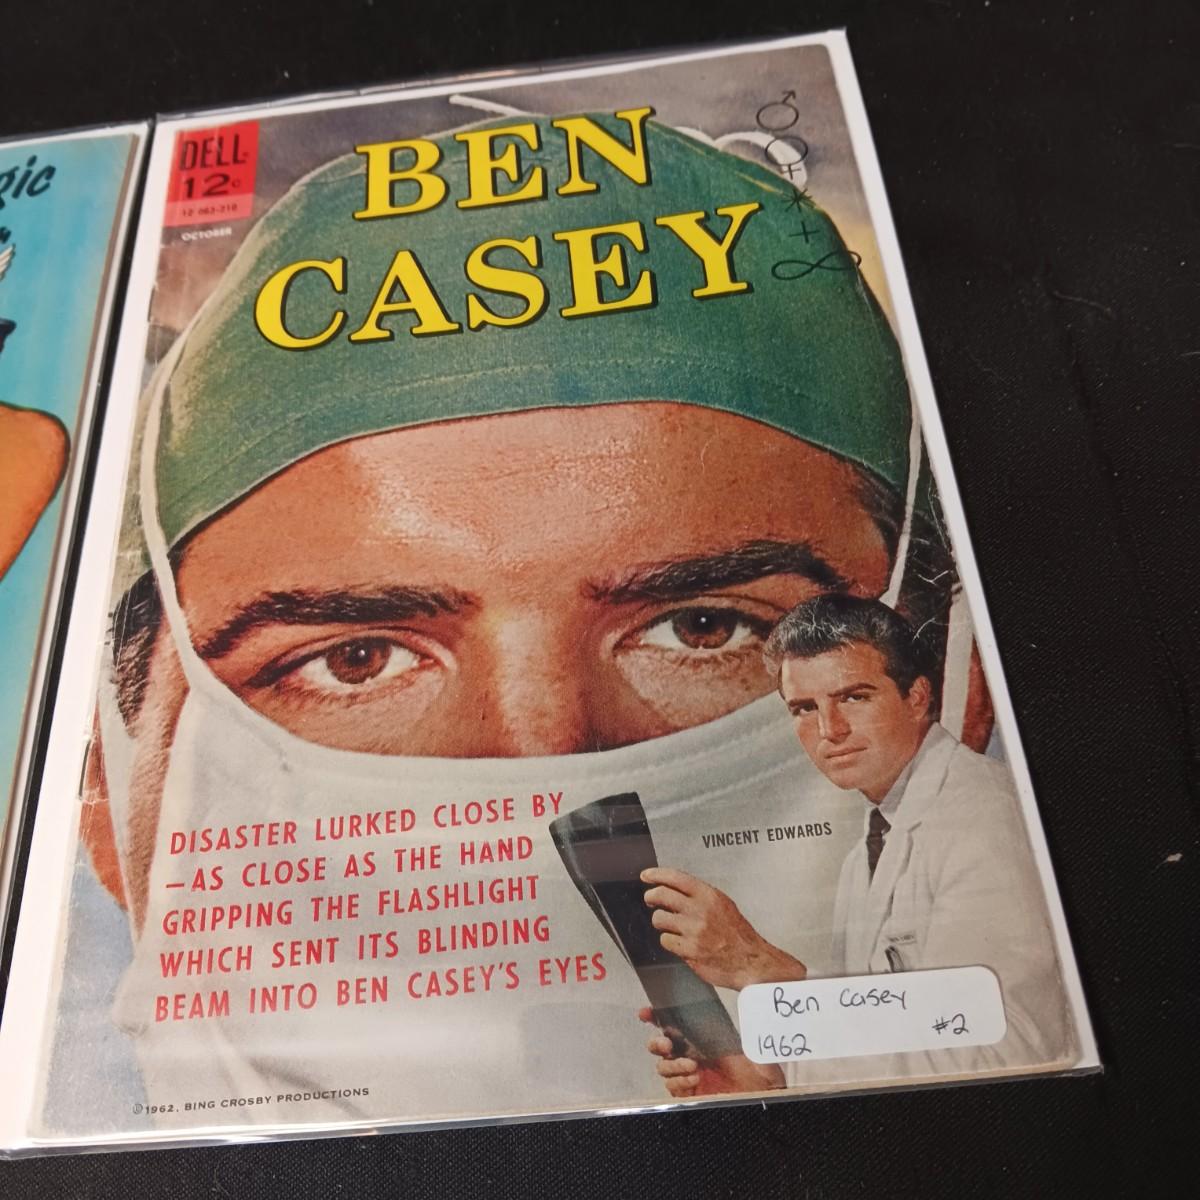 gic
DELL
12¢
12 063-210
OCTOBER
BEN
CASEY
♂
♀
*
+
∞
DISASTER LURKED CLOSE BY
—AS CLOSE AS THE HAND
GRIPPING THE FLASHLIGHT
WHICH SENT ITS BLINDING
BEAM INTO BEN CASEY'S EYES
VINCENT EDWARDS
Ben Casey
1962 #2
©1962, BING CROSBY PRODUCTIONS